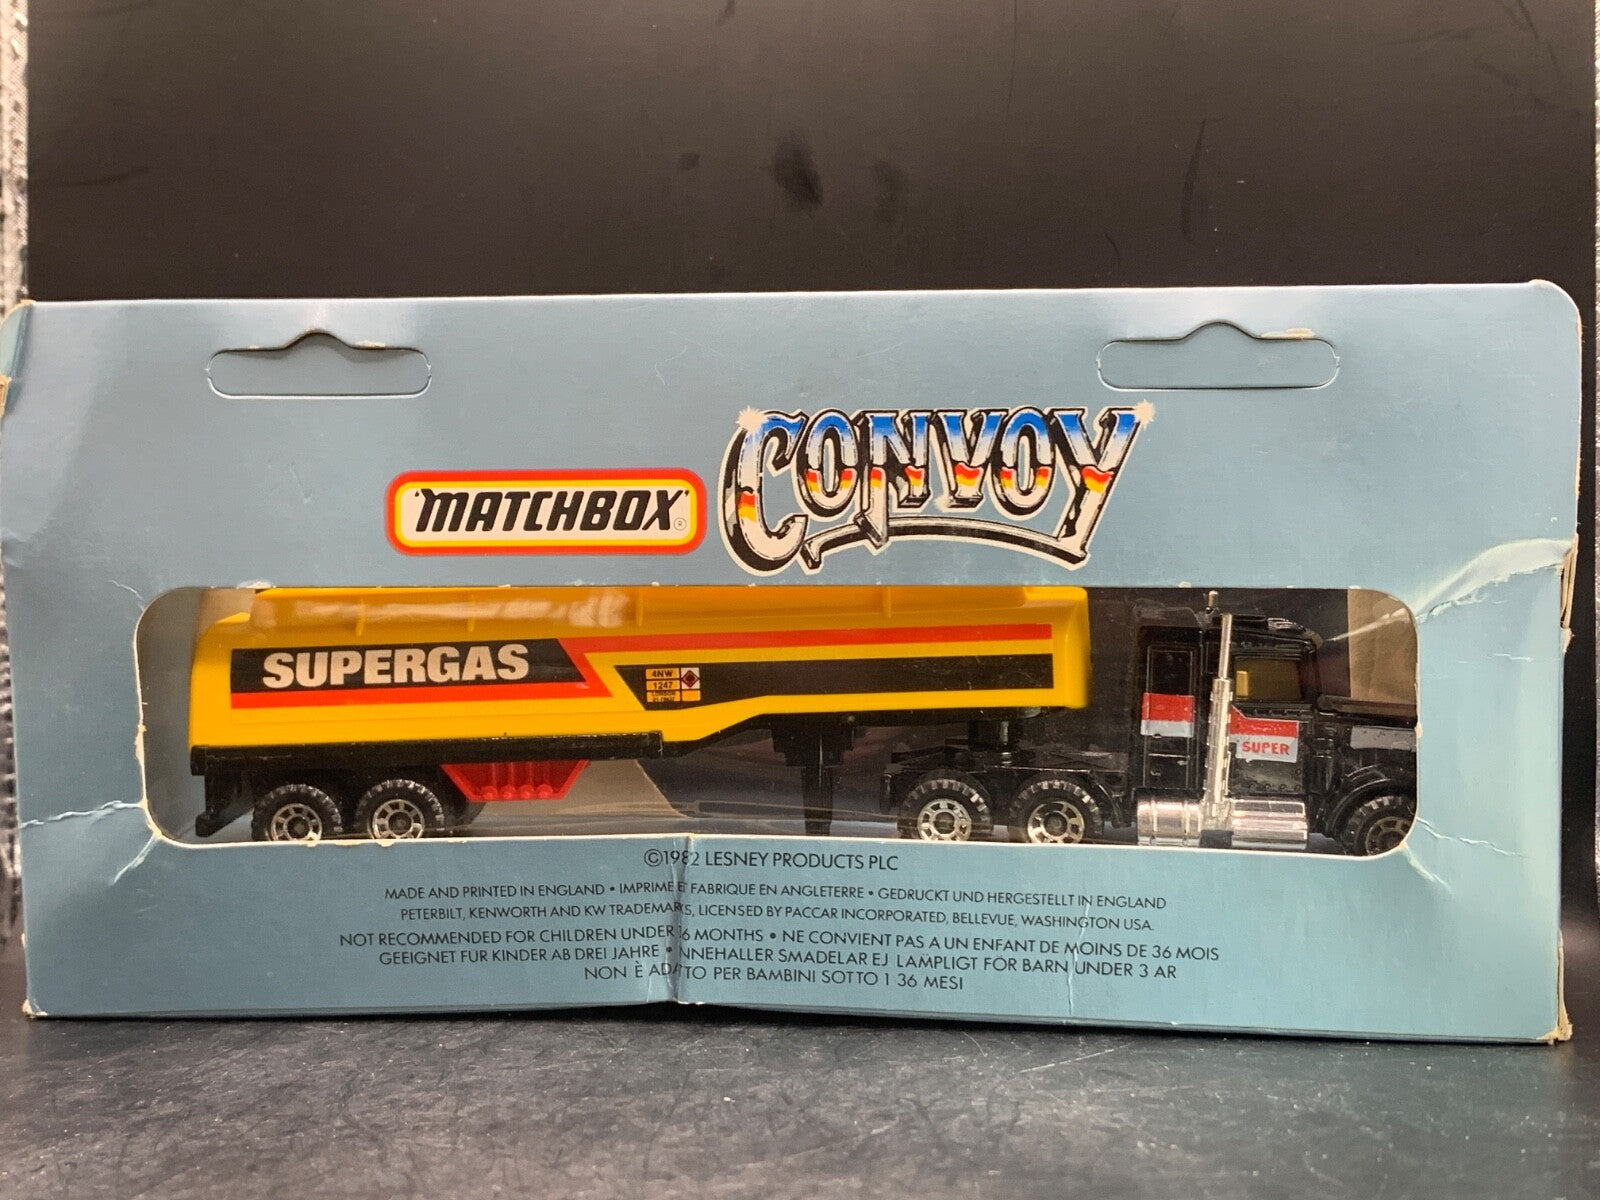 CONVOY
'MATCHBOX'®
SUPERGAS
4NW
1247
SUPER
©1982 LESNEY PRODUCTS PLC
MADE AND PRINTED IN ENGLAND • IMPRIME ET FABRIQUE EN ANGLETERRE • GEDRUCKT UND HERGESTELLT IN ENGLAND
PETERBILT, KENWORTH AND KW TRADEMARKS, LICENSED BY PACCAR INCORPORATED, BELLEVUE, WASHINGTON USA.
NOT RECOMMENDED FOR CHILDREN UNDER 36 MONTHS • NE CONVIENT PAS A UN ENFANT DE MOINS DE 36 MOIS
GEEIGNET FÜR KINDER AB DREI JAHRE • INNEHALLER SMADELAR EJ LÄMPLIGT FÖR BARN UNDER 3 AR
NON È ADATTO PER BAMBINI SOTTO I 36 MESI